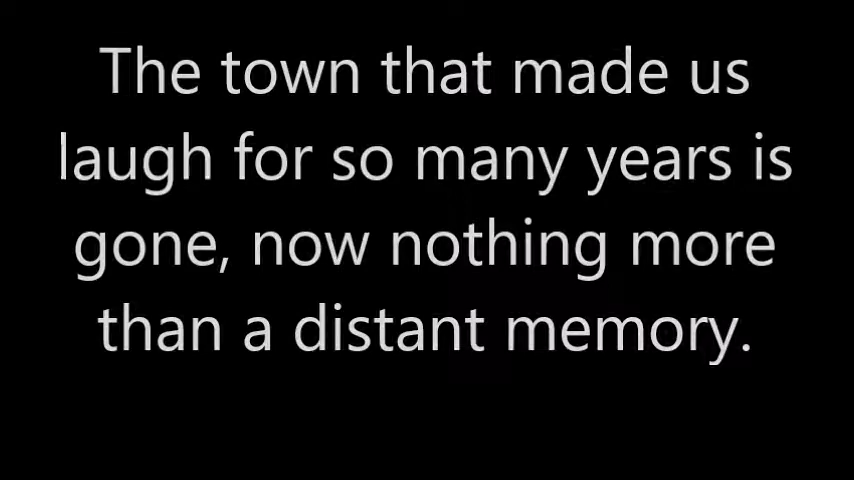 The town that made us
laugh for so many years is
gone, now nothing more
than a distant memory.